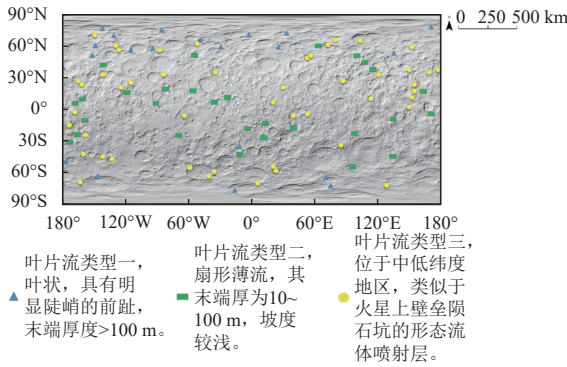 90°N
0 250 500 km
60°N
30°N
0°
30°S
60°S
90°S
180° 120°W 60°W 0° 60°E 120°E 180°
叶片流类型一，
叶状，具有明
显陡峭的前趾，
末端厚度>100 m。
叶片流类型二，
扇形薄流，其
末端厚为10~
100 m，坡度
较浅。
叶片流类型三，
位于中低纬度
地区，类似于
火星上壁垒陨
石坑的形态流
体喷射层。